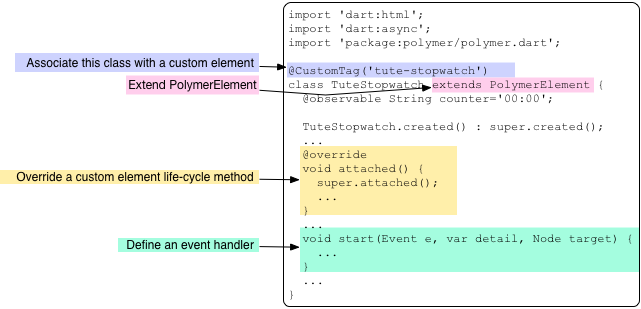 import 'dart:html';
import 'dart:async';
import 'package:polymer/polymer.dart';
Associate this class with a custom element
@CustomTag('tute-stopwatch')
Extend PolymerElement
class TuteStopwatch extends PolymerElement {
@observable String counter='00:00';
TuteStopwatch.created() : super.created();
...
@override
Override a custom element life-cycle method
void attached() {
super.attached();
...
}
...
Define an event handler
void start(Event e, var detail, Node target) {
...
}
...
}